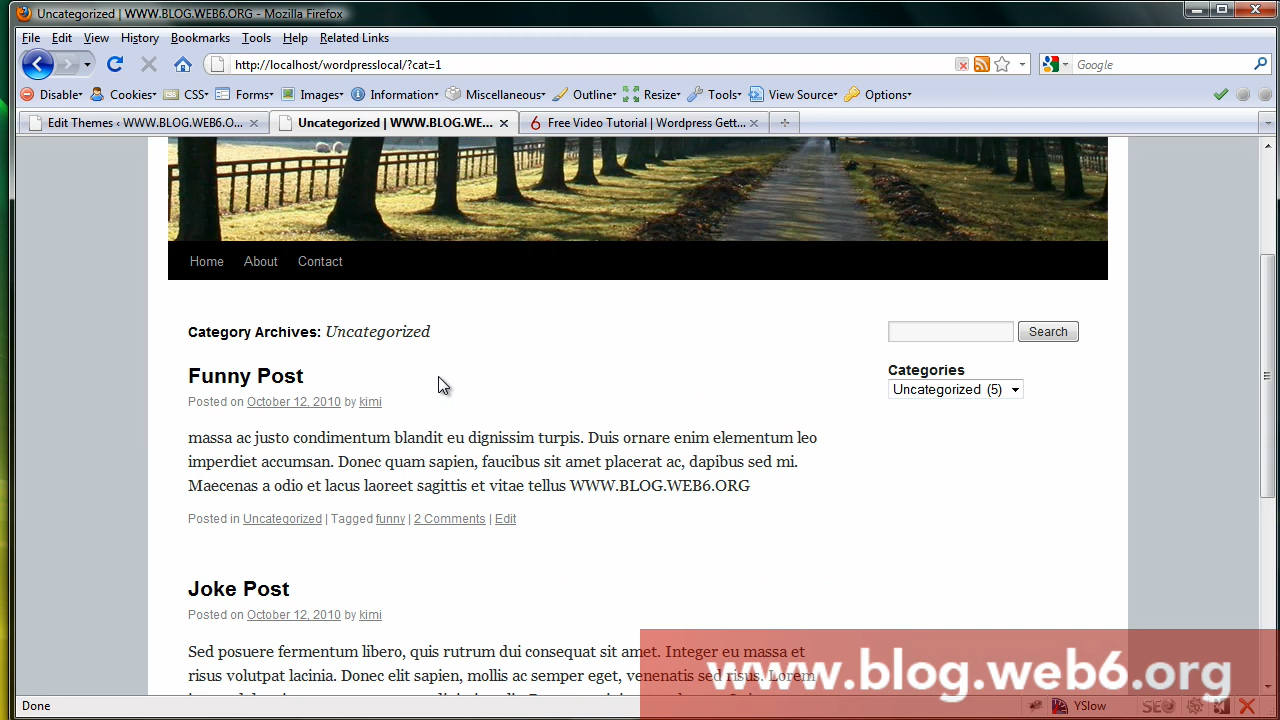 Uncategorized | WWW.BLOG.WEB6.ORG - Mozilla Firefox
File Edit View History Bookmarks Tools Help Related Links
http://localhost/wordpresslocal/?cat=1 Google
Disable Cookies CSS Forms Images Information Miscellaneous Outline Resize Tools View Source Options
Edit Themes ‹ WWW.BLOG.WEB6.O... Uncategorized | WWW.BLOG.WE... 6 Free Video Tutorial | Wordpress Gett...
Home About Contact
Category Archives: Uncategorized
Search
Funny Post
Categories
Uncategorized (5)
Posted on October 12, 2010 by kimi
massa ac justo condimentum blandit eu dignissim turpis. Duis ornare enim elementum leo
imperdiet accumsan. Donec quam sapien, faucibus sit amet placerat ac, dapibus sed mi.
Maecenas a odio et lacus laoreet sagittis et vitae tellus WWW.BLOG.WEB6.ORG
Posted in Uncategorized | Tagged funny | 2 Comments | Edit
Joke Post
Posted on October 12, 2010 by kimi
Sed posuere fermentum libero, quis rutrum dui consequat sit amet. Integer eu massa et
risus volutpat lacinia. Donec elit sapien, mollis ac semper eget, venenatis sed risus. Lorem
www.blog.web6.org
Done YSlow SEO